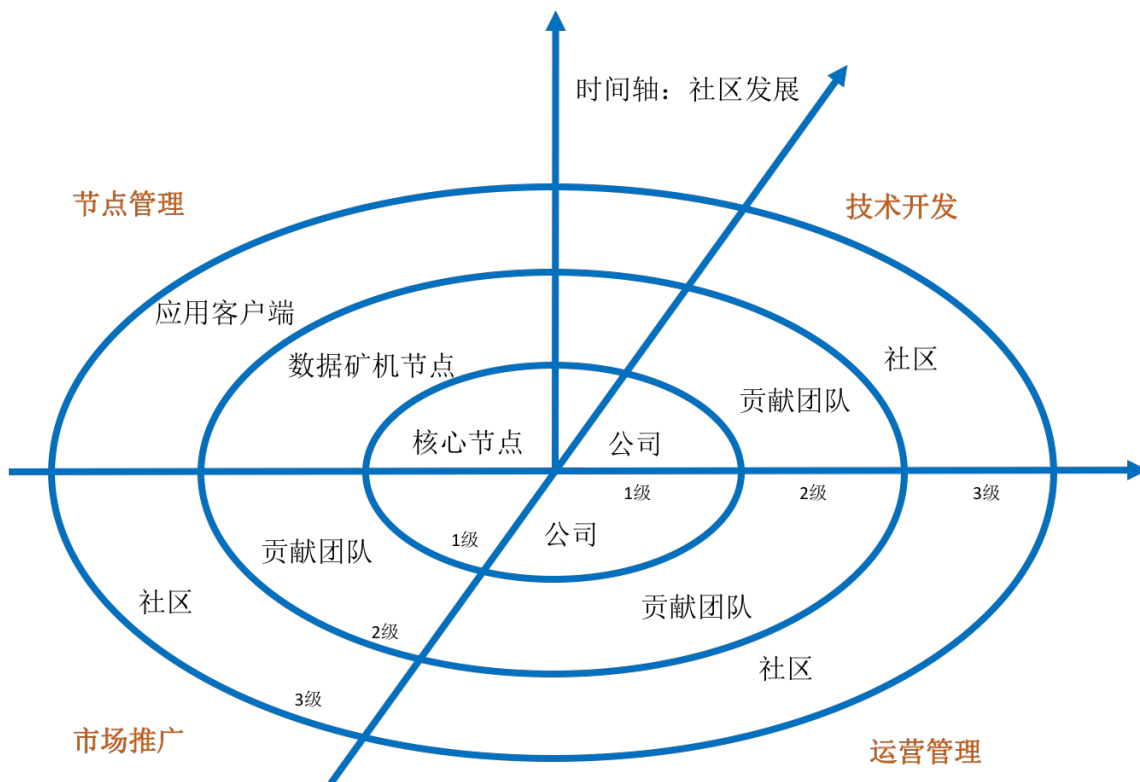 时间轴：社区发展
节点管理
技术开发
应用客户端
数据矿机节点
社区
贡献团队
核心节点
公司
1级
2级
3级
1级
公司
贡献团队
社区
贡献团队
2级
社区
3级
市场推广
运营管理